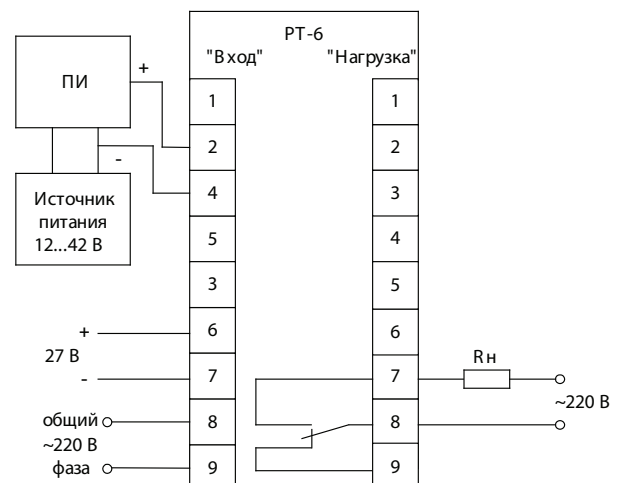 РТ-6
"Вход" "Нагрузка"
ПИ
+
-
Источник
питания
12...42 В
1
2
4
5
3
6
7
8
9
1
2
3
4
5
6
7
8
9
+
27 В
-
общий
~220 В
фаза
Rн
~220 В